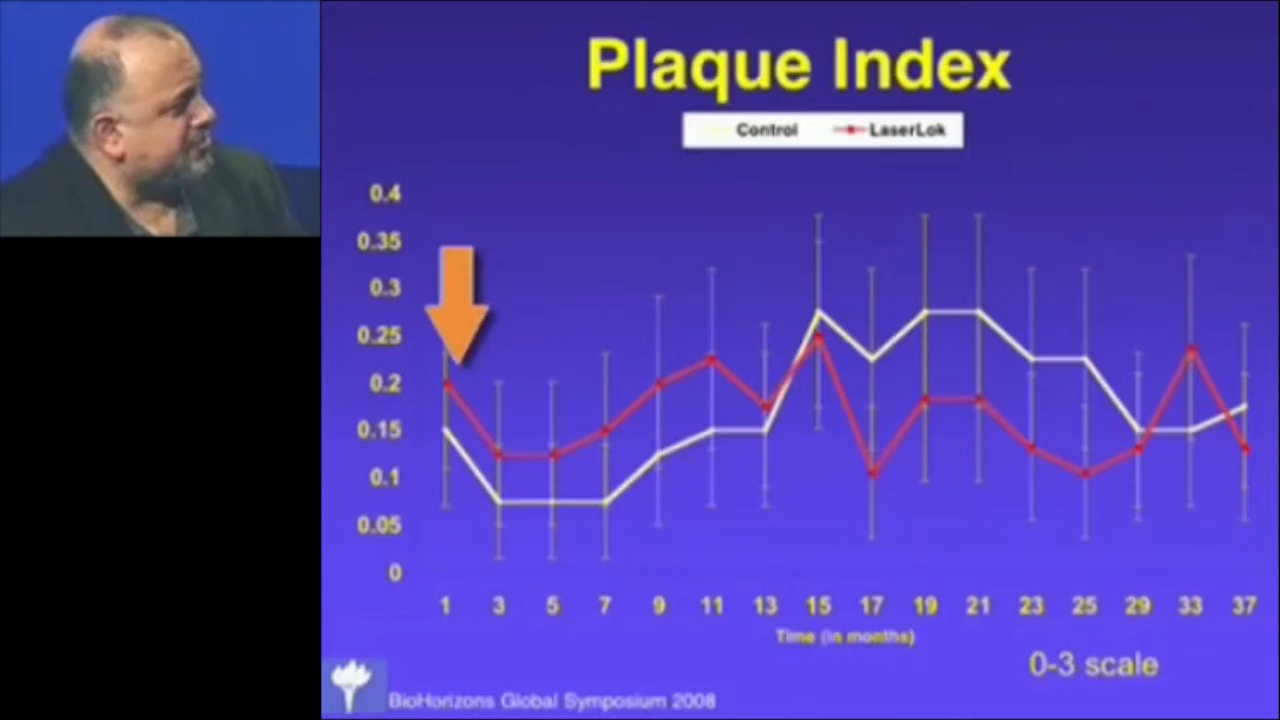 Plaque Index
Control LaserLok
0.4
0.35
0.3
0.25
0.2
0.15
0.1
0.05
0
1 3 5 7 9 11 13 15 17 19 21 23 25 29 33 37
Time (in months)
0-3 scale
BioHorizons Global Symposium 2008